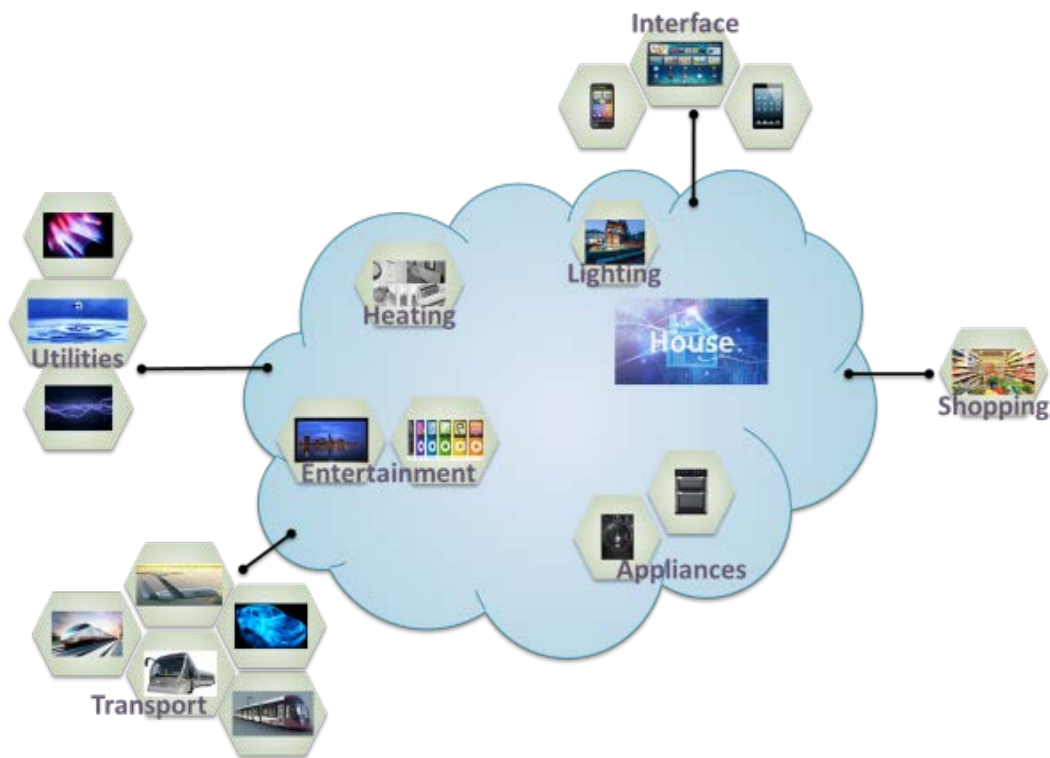 Interface
Lighting
Heating
House
Utilities
Shopping
Entertainment
Appliances
Transport